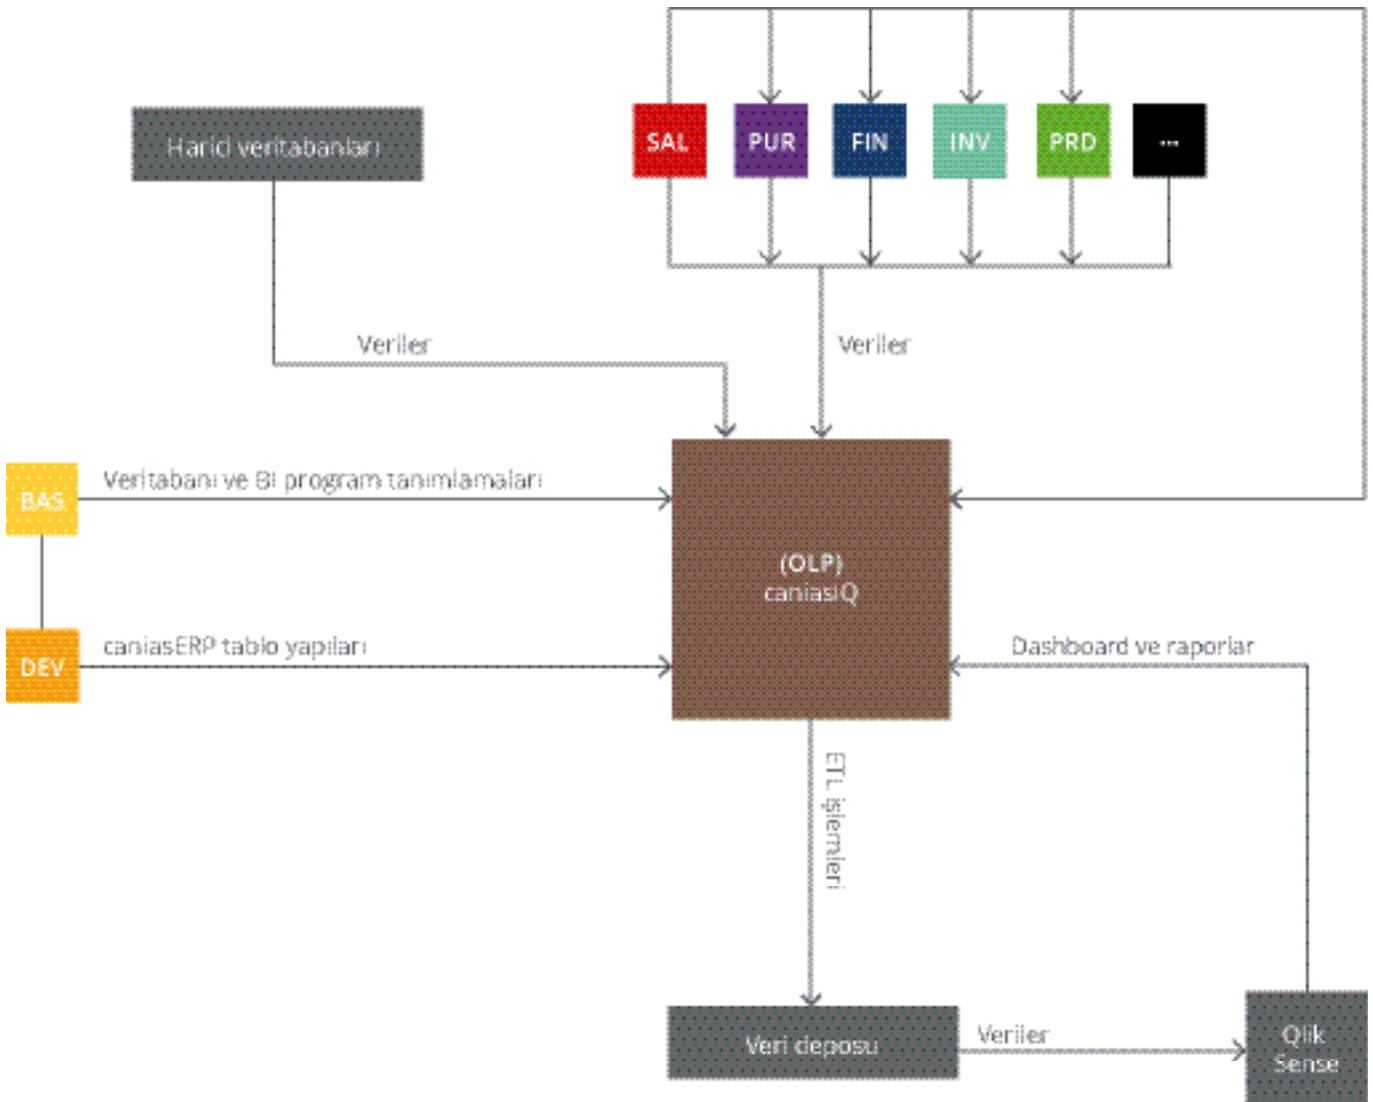 SAL
PUR
FIN
INV
PRD
...
Harici veritabanları
Veriler
Veriler
BAS
Veritabanı ve BI program tanımlamaları
(OLP)
caniasIQ
DEV
caniasERP tablo yapıları
Dashboard ve raporlar
ETL işlemleri
Veri deposu
Veriler
Qlik
Sense